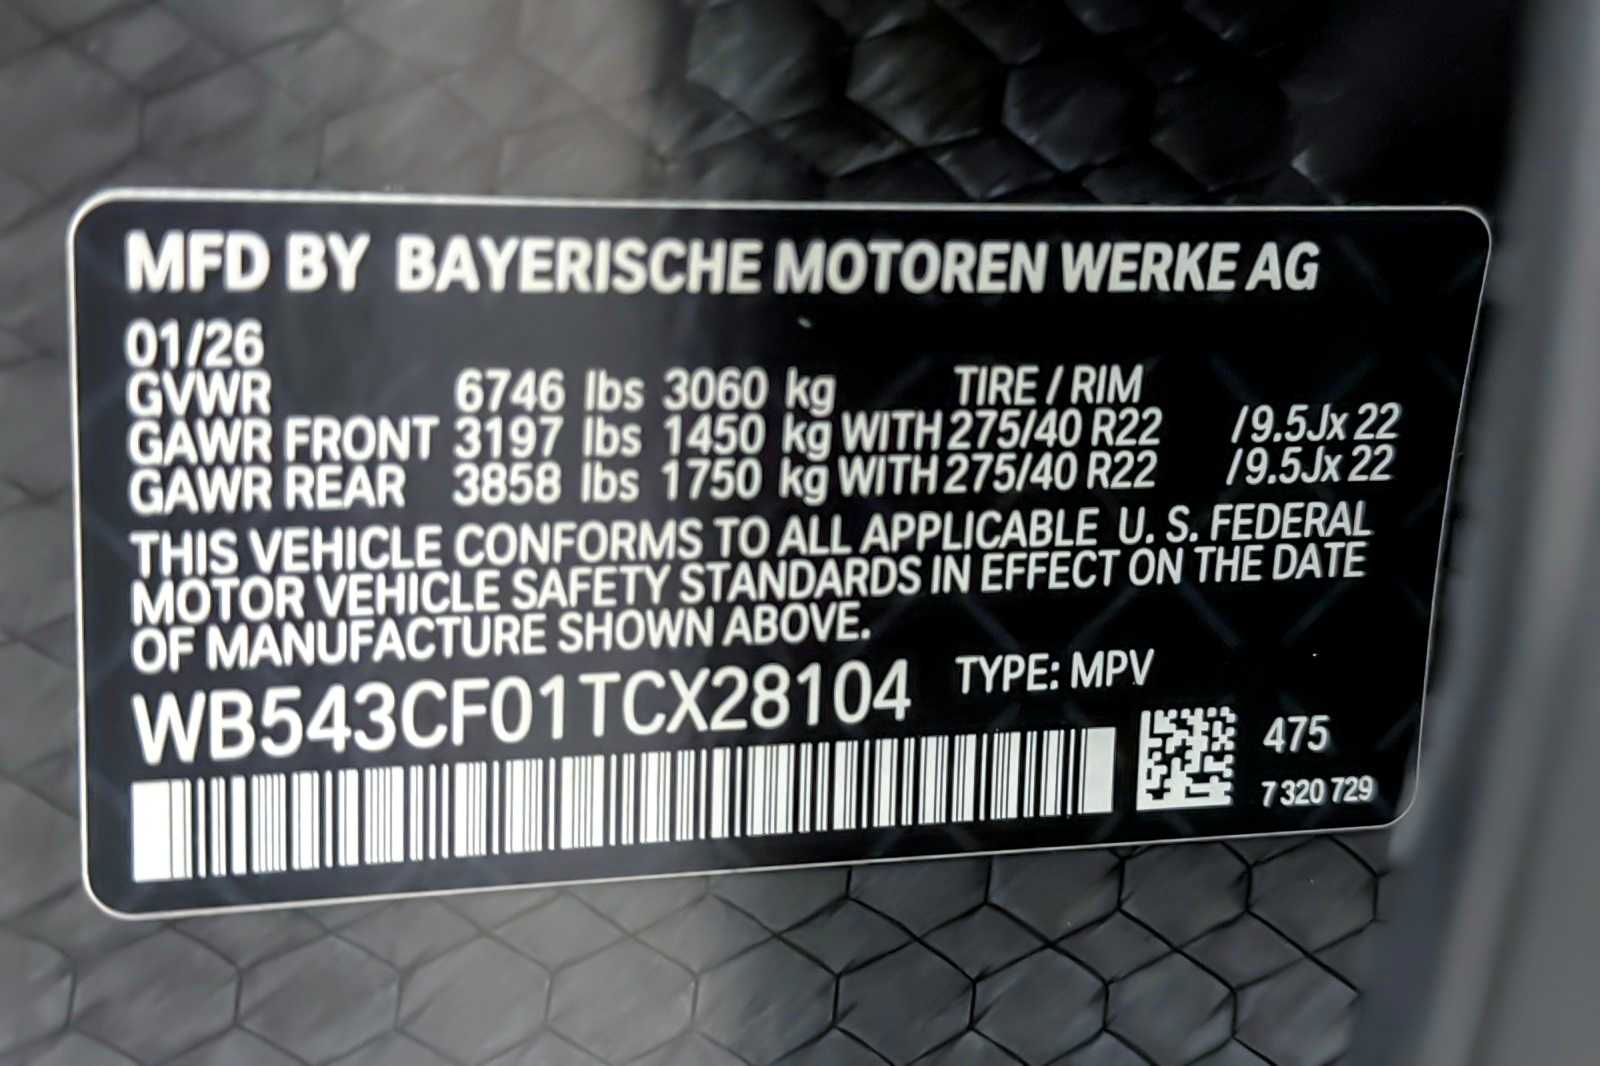 MFD BY BAYERISCHE MOTOREN WERKE AG
01/26
GVWR 6746 lbs 3060 kg TIRE / RIM
GAWR FRONT 3197 lbs 1450 kg WITH 275/40 R22 /9.5Jx 22
GAWR REAR 3858 lbs 1750 kg WITH 275/40 R22 /9.5Jx 22
THIS VEHICLE CONFORMS TO ALL APPLICABLE U. S. FEDERAL
MOTOR VEHICLE SAFETY STANDARDS IN EFFECT ON THE DATE
OF MANUFACTURE SHOWN ABOVE.
WB543CF01TCX28104 TYPE: MPV
475
7 320 729